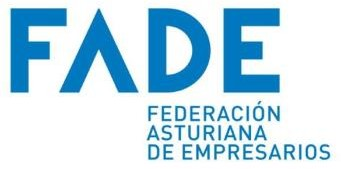 FADE
FEDERACIÓN
ASTURIANA
DE EMPRESARIOS